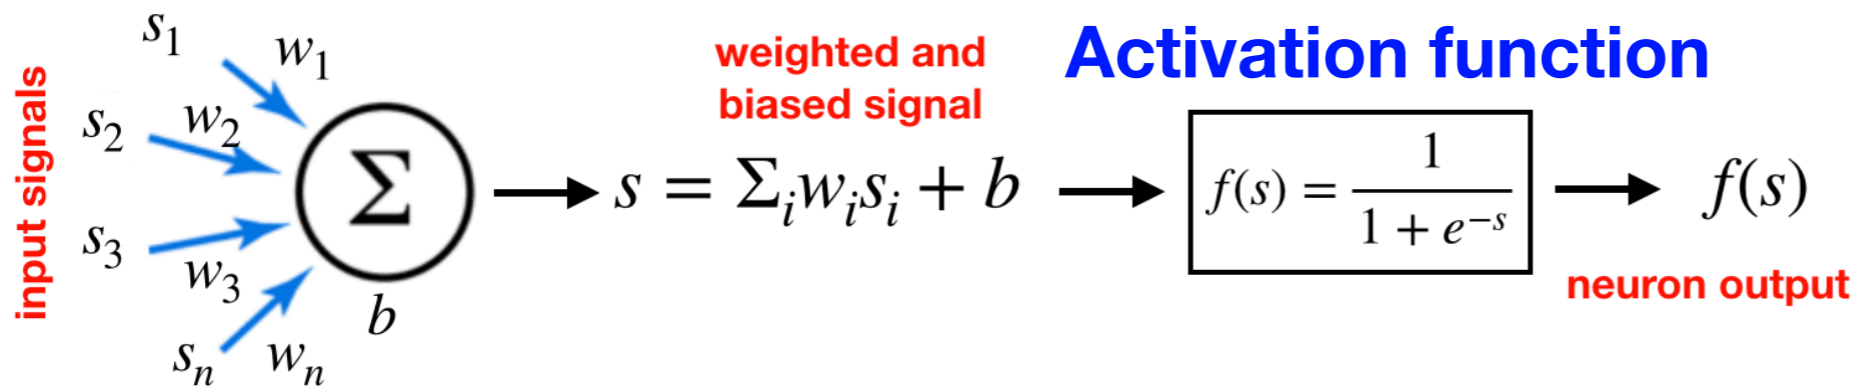 input signals
s₁
w₁
s₂
w₂
s₃
w₃
sₙ
wₙ
Σ
b
weighted and
biased signal
s = Σᵢwᵢsᵢ + b
Activation function
f(s) = 1 / (1 + e⁻ˢ)
f(s)
neuron output